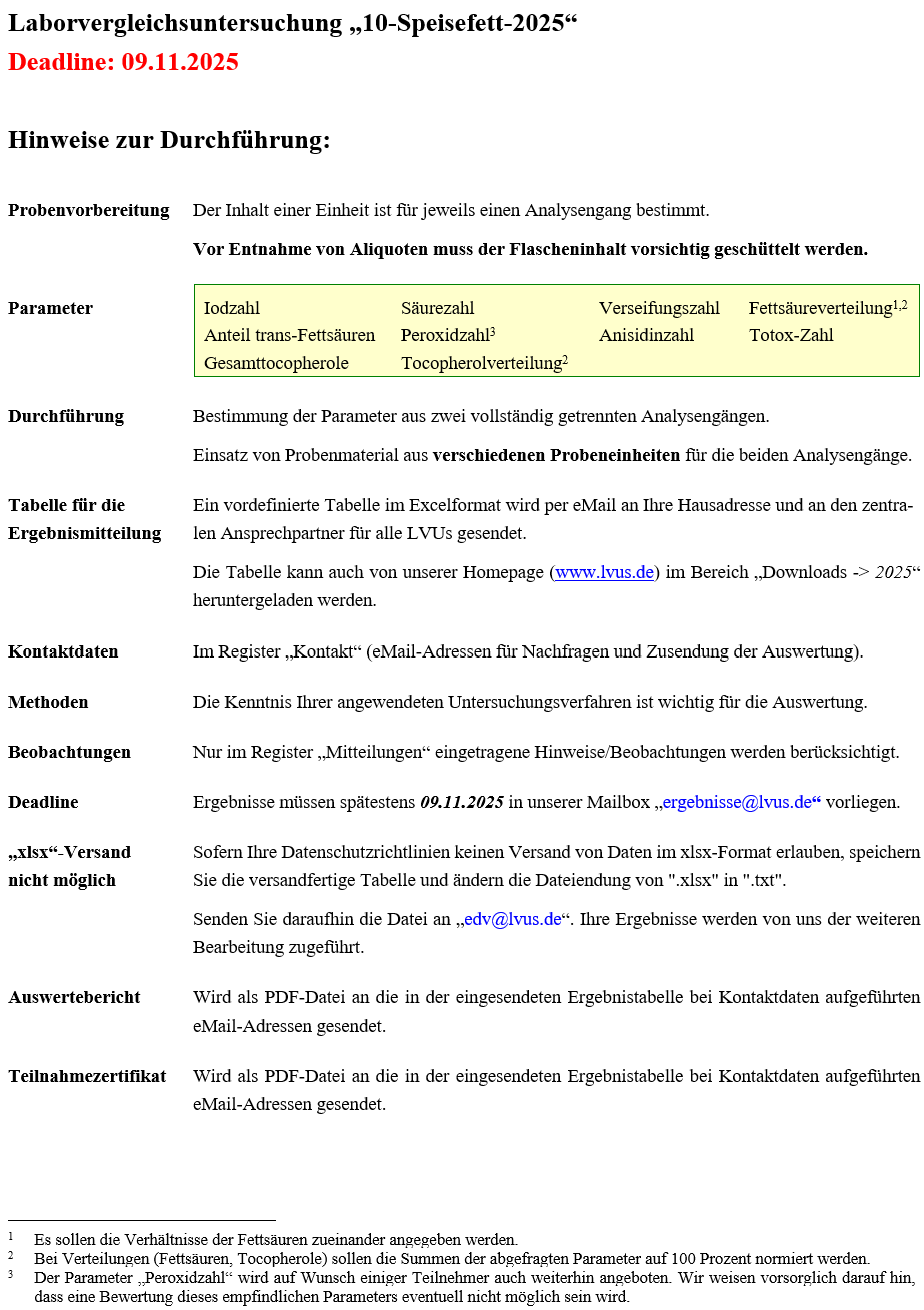 Laborvergleichsuntersuchung „10-Speisefett-2025“
Deadline: 09.11.2025
Hinweise zur Durchführung:
Probenvorbereitung Der Inhalt einer Einheit ist für jeweils einen Analysengang bestimmt.
Vor Entnahme von Aliquoten muss der Flascheninhalt vorsichtig geschüttelt werden.
Parameter Iodzahl Säurezahl Verseifungszahl Fettsäureverteilung1,2
Anteil trans-Fettsäuren Peroxidzahl3 Anisidinzahl Totox-Zahl
Gesamttocopherole Tocopherolverteilung2
Durchführung Bestimmung der Parameter aus zwei vollständig getrennten Analysengängen.
Einsatz von Probenmaterial aus verschiedenen Probeneinheiten für die beiden Analysengänge.
Tabelle für die Ein vordefinierte Tabelle im Excelformat wird per eMail an Ihre Hausadresse und an den zentra-
Ergebnismitteilung len Ansprechpartner für alle LVUs gesendet.
Die Tabelle kann auch von unserer Homepage (www.lvus.de) im Bereich „Downloads -> 2025“
heruntergeladen werden.
Kontaktdaten Im Register „Kontakt“ (eMail-Adressen für Nachfragen und Zusendung der Auswertung).
Methoden Die Kenntnis Ihrer angewendeten Untersuchungsverfahren ist wichtig für die Auswertung.
Beobachtungen Nur im Register „Mitteilungen“ eingetragene Hinweise/Beobachtungen werden berücksichtigt.
Deadline Ergebnisse müssen spätestens 09.11.2025 in unserer Mailbox „ergebnisse@lvus.de“ vorliegen.
„xlsx“-Versand Sofern Ihre Datenschutzrichtlinien keinen Versand von Daten im xlsx-Format erlauben, speichern
nicht möglich Sie die versandfertige Tabelle und ändern die Dateiendung von ".xlsx" in ".txt".
Senden Sie daraufhin die Datei an „edv@lvus.de“. Ihre Ergebnisse werden von uns der weiteren
Bearbeitung zugeführt.
Auswertebericht Wird als PDF-Datei an die in der eingesendeten Ergebnistabelle bei Kontaktdaten aufgeführten
eMail-Adressen gesendet.
Teilnahmezertifikat Wird als PDF-Datei an die in der eingesendeten Ergebnistabelle bei Kontaktdaten aufgeführten
eMail-Adressen gesendet.
1 Es sollen die Verhältnisse der Fettsäuren zueinander angegeben werden.
2 Bei Verteilungen (Fettsäuren, Tocopherole) sollen die Summen der abgefragten Parameter auf 100 Prozent normiert werden.
3 Der Parameter „Peroxidzahl“ wird auf Wunsch einiger Teilnehmer auch weiterhin angeboten. Wir weisen vorsorglich darauf hin,
dass eine Bewertung dieses empfindlichen Parameters eventuell nicht möglich sein wird.